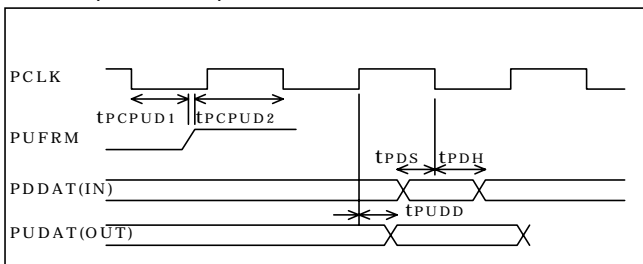 PCLK
tPCPUD1 tPCPUD2
PUFRM
tPDS tPDH
PDDAT(IN)
tPUDD
PUDAT(OUT)